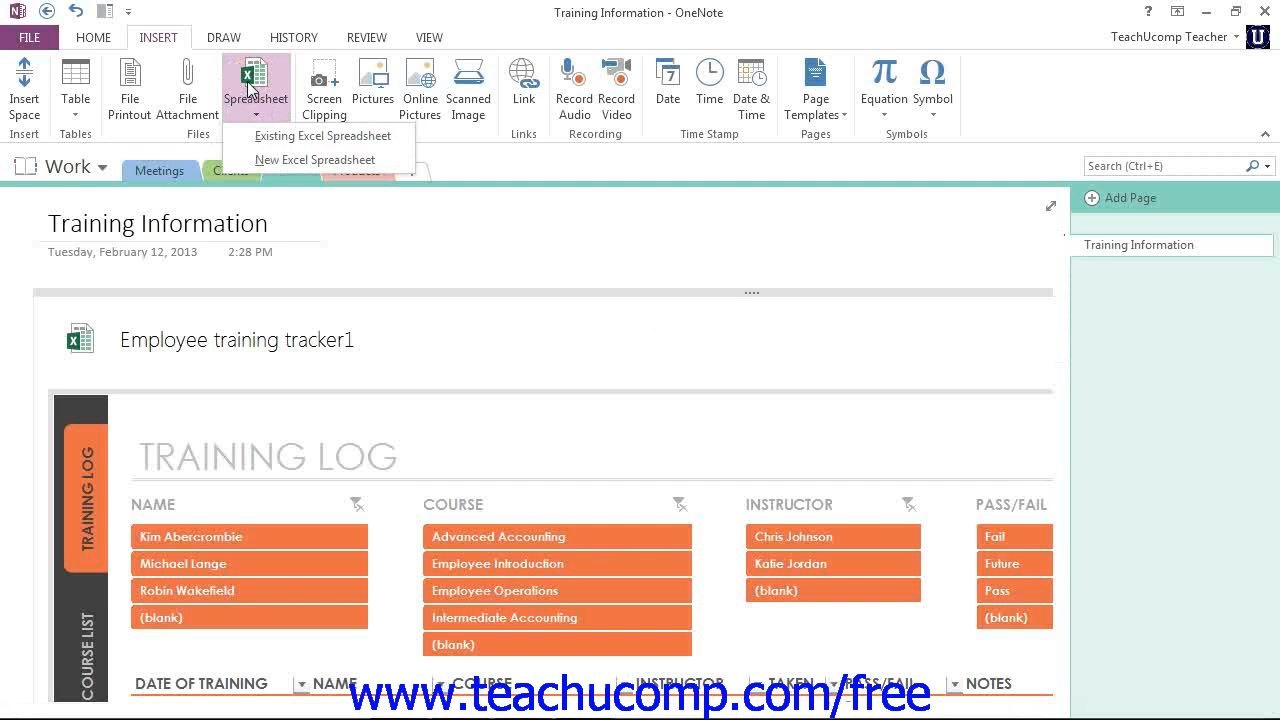 Training Information - OneNote
?
FILE HOME INSERT DRAW HISTORY REVIEW VIEW
TeachUcomp Teacher
U
Insert Space
Table
File Printout
File Attachment
Spreadsheet
Screen Clipping
Pictures
Online Pictures
Scanned Image
Link
Record Audio
Record Video
Date
Time
Date & Time
Page Templates
π Equation
Ω Symbol
Insert Tables Files Links Recording Time Stamp Pages Symbols
Existing Excel Spreadsheet
New Excel Spreadsheet
Work Meetings
Search (Ctrl+E)
Training Information
Add Page
Tuesday, February 12, 2013 2:28 PM
Training Information
Employee training tracker1
TRAINING LOG
TRAINING LOG
NAME COURSE INSTRUCTOR PASS/FAIL
Kim Abercrombie Advanced Accounting Chris Johnson Fail
Michael Lange Employee Introduction Katie Jordan Future
Robin Wakefield Employee Operations (blank) Pass
(blank) Intermediate Accounting (blank)
(blank)
COURSE LIST
DATE OF TRAINING NAME COURSE INSTRUCTOR TAKEN PASS/FAIL NOTES
www.teachucomp.com/free